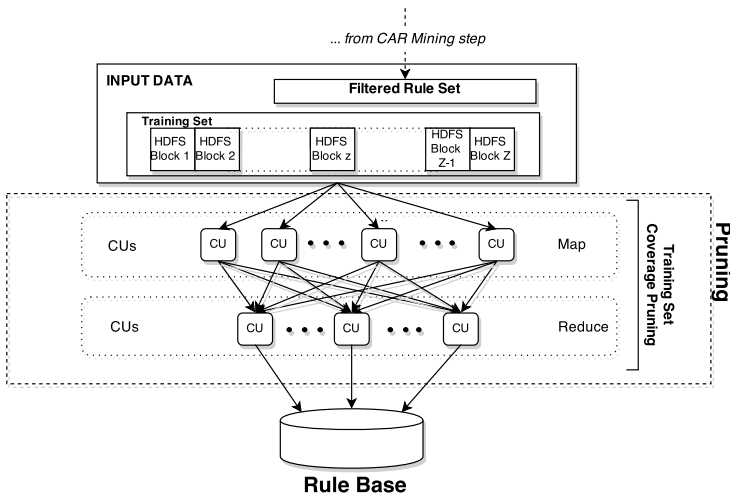 ... from CAR Mining step
INPUT DATA
Filtered Rule Set
Training Set
HDFS
Block 1
HDFS
Block 2
HDFS
Block z
HDFS
Block
Z-1
HDFS
Block Z
CUs
CU
CU
CU
CU
Map
CUs
CU
CU
CU
Reduce
Training Set
Coverage Pruning
Pruning
Rule Base